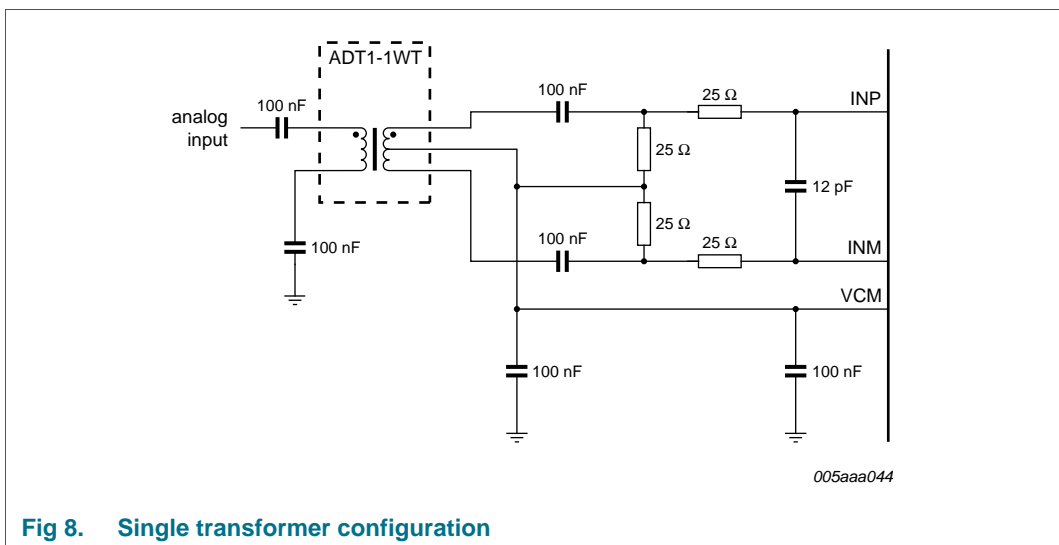 ADT1-1WT
100 nF
analog
input
100 nF
100 nF
25 Ω
INP
25 Ω
12 pF
25 Ω
100 nF
25 Ω
INM
VCM
100 nF
100 nF
005aaa044
Fig 8. Single transformer configuration